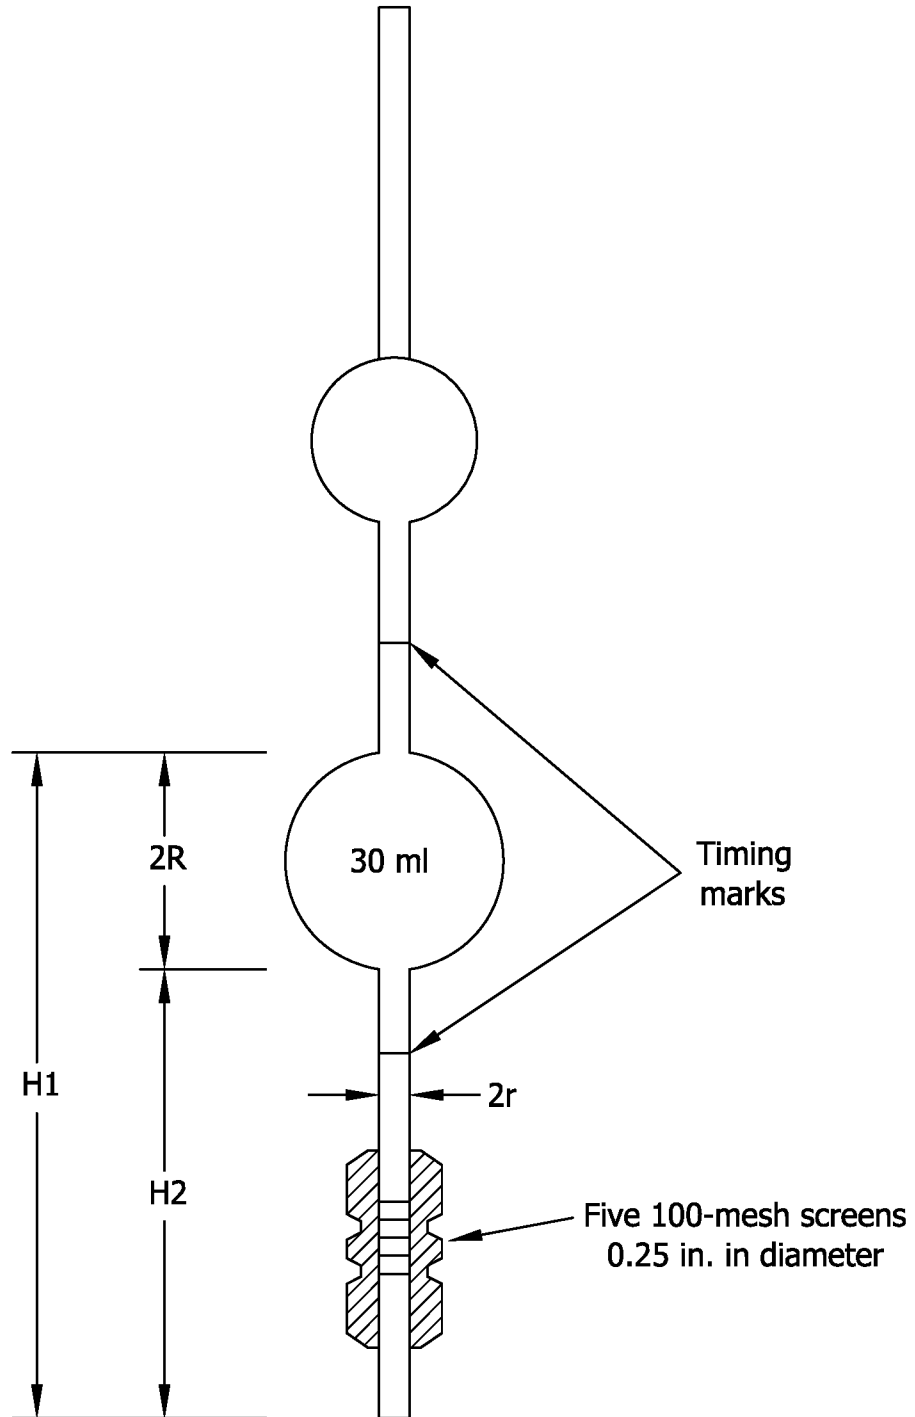 2R
30 ml
Timing
marks
H1
2r
H2
Five 100-mesh screens
0.25 in. in diameter